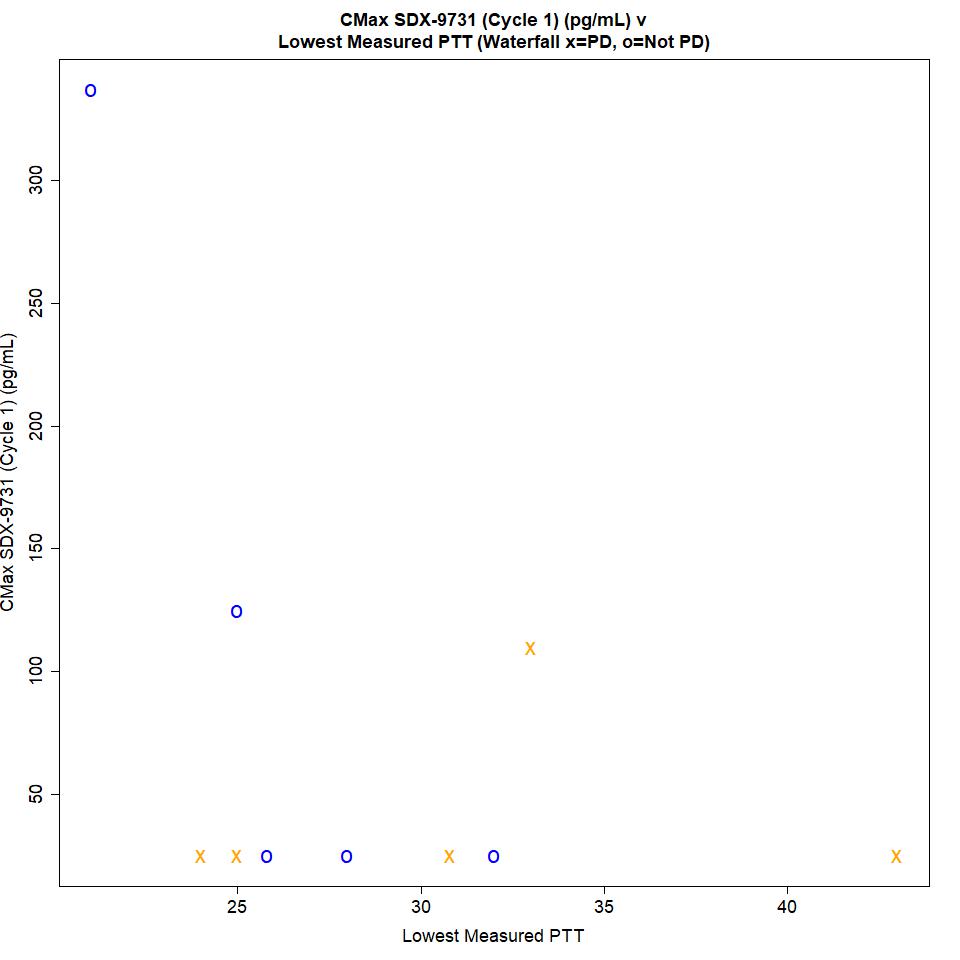 CMax SDX-9731 (Cycle 1) (pg/mL) v
Lowest Measured PTT (Waterfall x=PD, o=Not PD)
CMax SDX-9731 (Cycle 1) (pg/mL)
300
250
200
150
100
50
o
o
x
x
x
o
o
x
o
x
25
30
35
40
Lowest Measured PTT